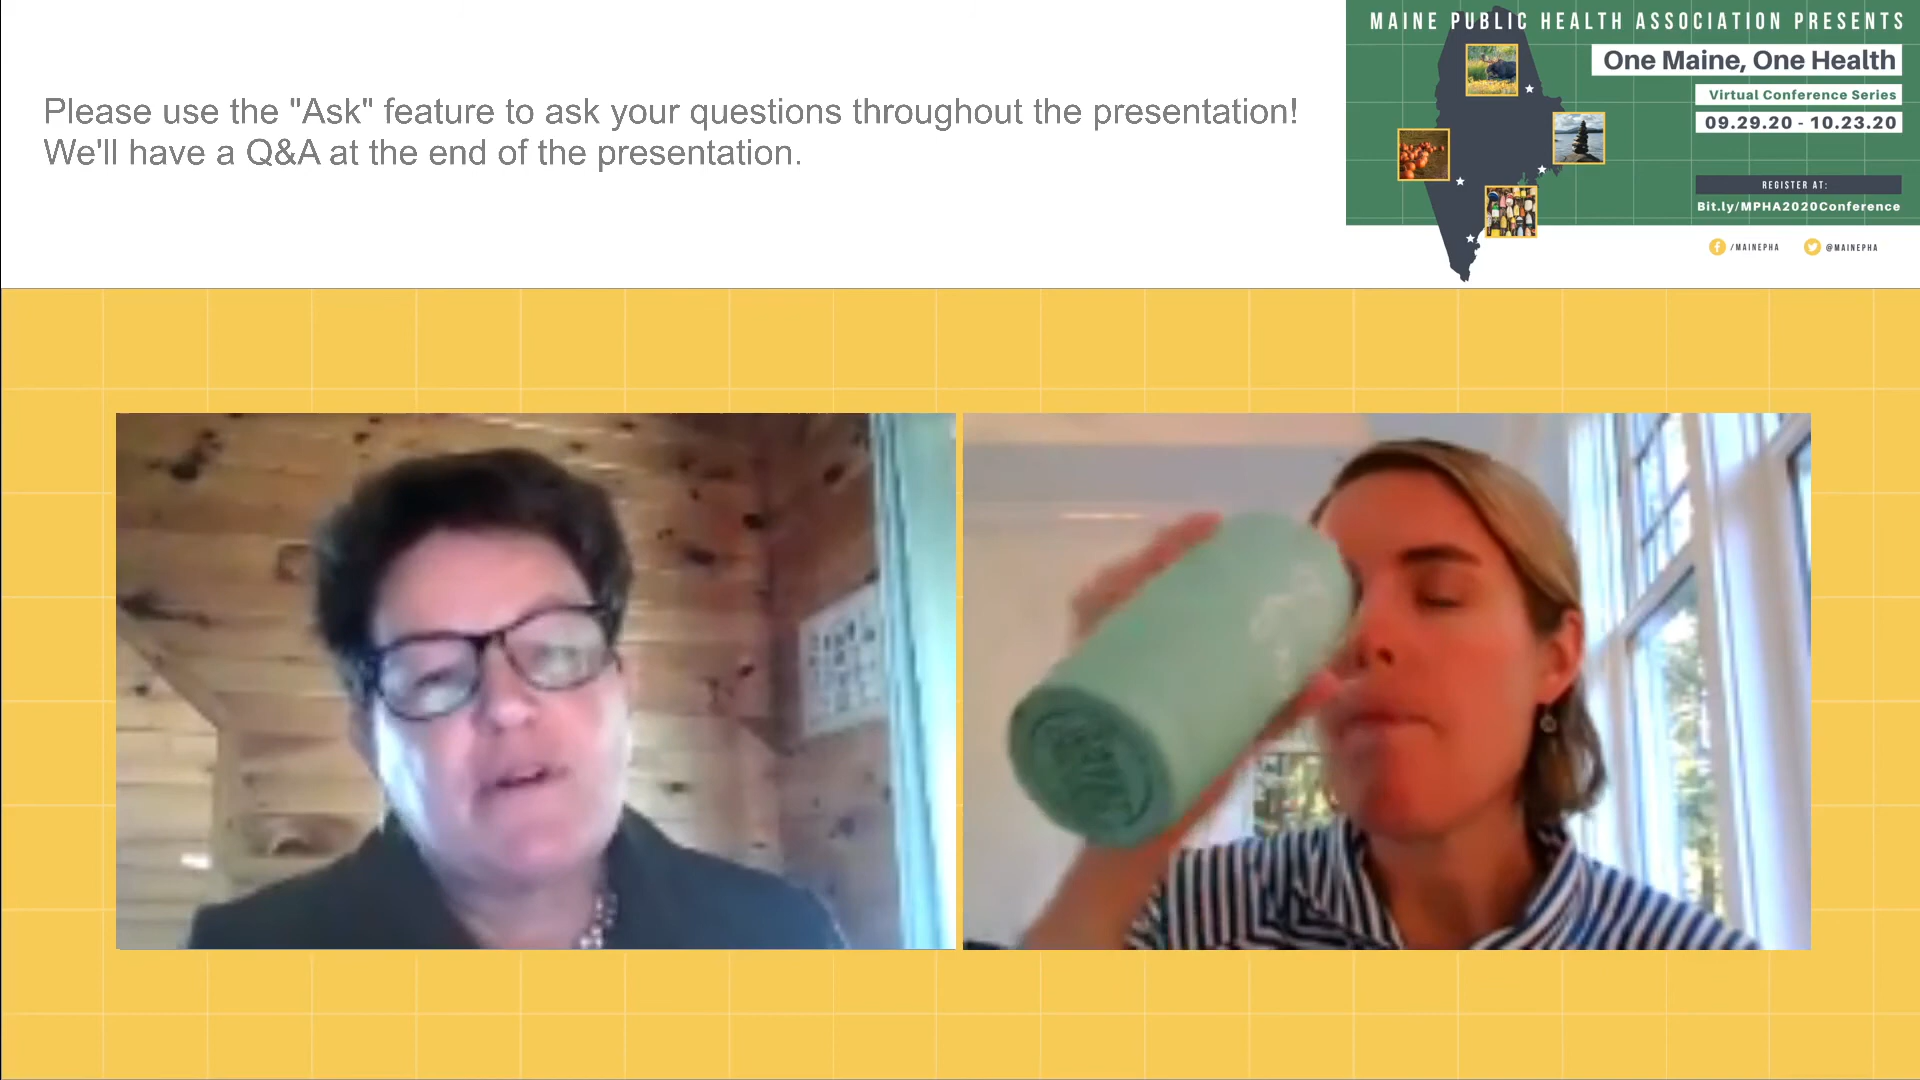 Please use the "Ask" feature to ask your questions throughout the presentation!
We'll have a Q&A at the end of the presentation.
MAINE PUBLIC HEALTH ASSOCIATION PRESENTS
One Maine, One Health
Virtual Conference Series
09.29.20 - 10.23.20
REGISTER AT:
Bit.ly/MPHA2020Conference
/MAINEPHA
@MAINEPHA